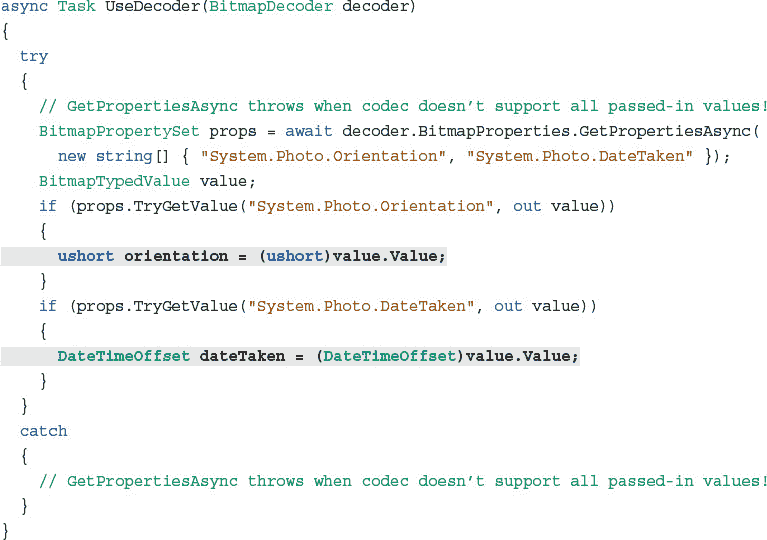 async Task UseDecoder(BitmapDecoder decoder)
{
  try
  {
    // GetPropertiesAsync throws when codec doesn’t support all passed-in values!
    BitmapPropertySet props = await decoder.BitmapProperties.GetPropertiesAsync(
      new string[] { "System.Photo.Orientation", "System.Photo.DateTaken" });
    BitmapTypedValue value;
    if (props.TryGetValue("System.Photo.Orientation", out value))
    {
      ushort orientation = (ushort)value.Value;
    }
    if (props.TryGetValue("System.Photo.DateTaken", out value))
    {
      DateTimeOffset dateTaken = (DateTimeOffset)value.Value;
    }
  }
  catch
  {
    // GetPropertiesAsync throws when codec doesn’t support all passed-in values!
  }
}